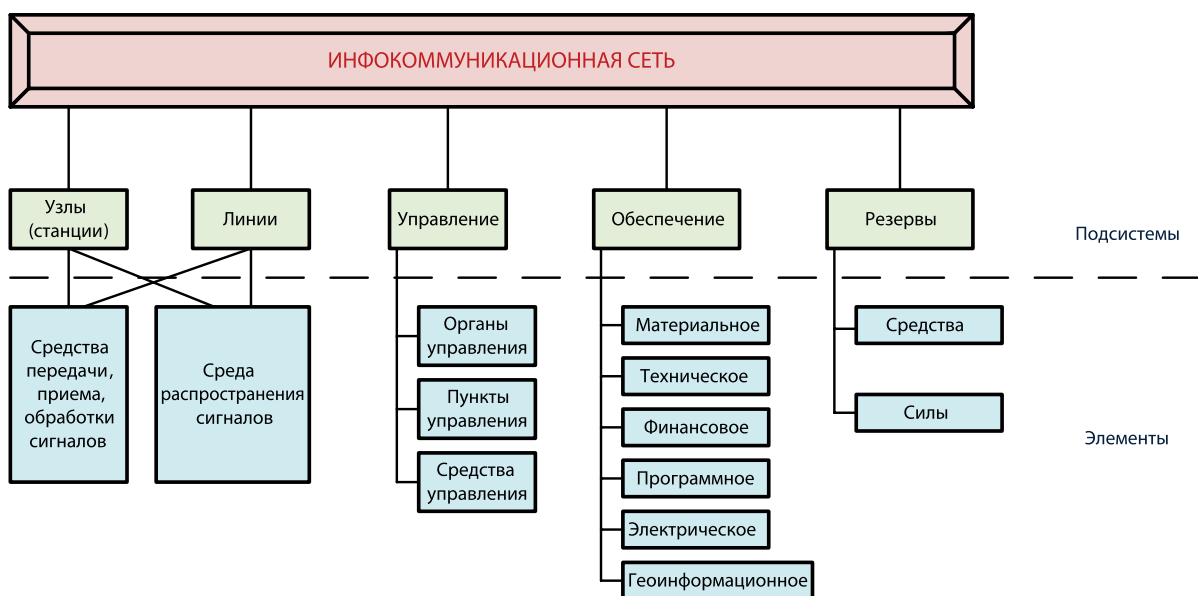 ИНФОКОММУНИКАЦИОННАЯ СЕТЬ
Узлы
(станции)
Линии
Управление
Обеспечение
Резервы
Подсистемы
Средства
передачи,
приема,
обработки
сигналов
Среда
распространения
сигналов
Органы
управления
Пункты
управления
Средства
управления
Материальное
Техническое
Финансовое
Программное
Электрическое
Геоинформационное
Средства
Силы
Элементы